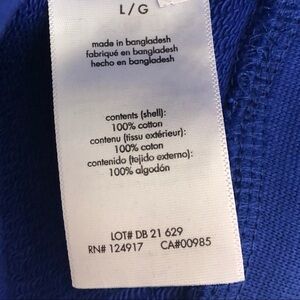 L/G
made in bangladesh
fabriqué en bangladesh
hecho en bangladesh
contents (shell):
100% cotton
contenu (tissu extérieur):
100% coton
contenido (tejido externo):
100% algodón
LOT# DB 21 629
RN# 124917 CA#00985